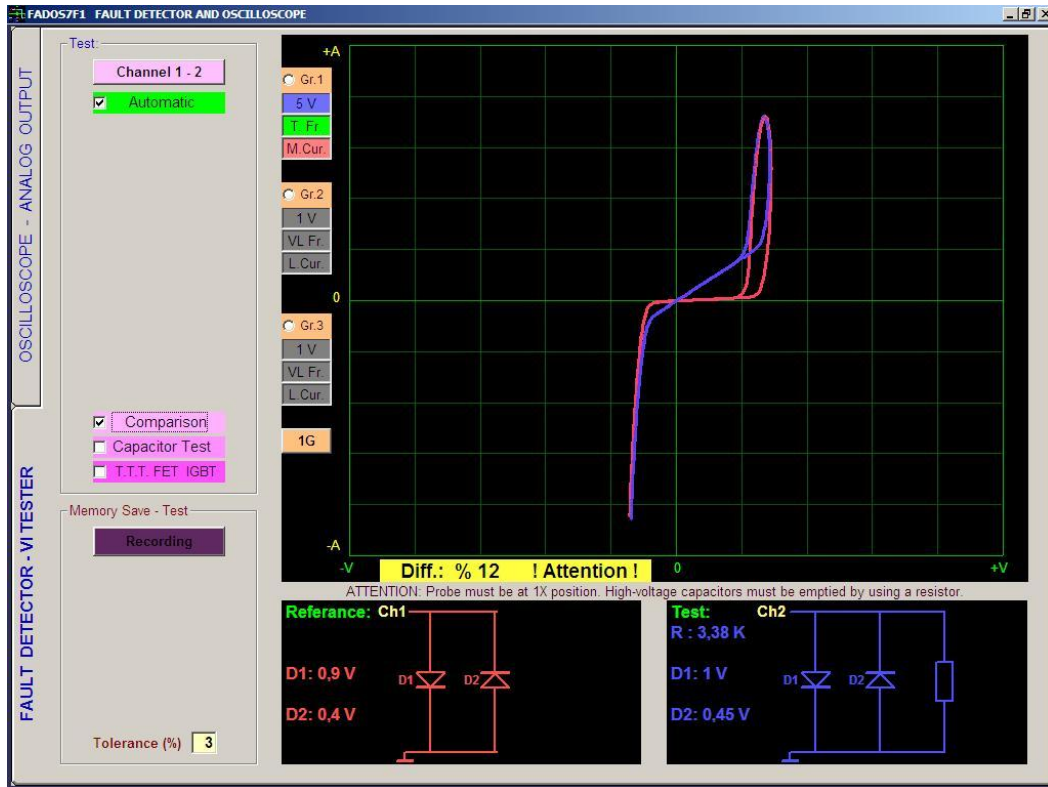 FADOS7F1 FAULT DETECTOR AND OSCILLOSCOPE
OSCILLOSCOPE - ANALOG OUTPUT
FAULT DETECTOR - VI TESTER
Test:
Channel 1 - 2
Automatic
Comparison
Capacitor Test
T.T.T. FET IGBT
Memory Save - Test
Recording
Tolerance (%) 3
Gr.1
5 V
T. Fr
M.Cur.
Gr.2
1 V
VL Fr.
L.Cur.
Gr.3
1 V
VL Fr.
L.Cur.
1G
+A
0
-A
-V
Diff.: % 12 ! Attention !
0
+V
ATTENTION: Probe must be at 1X position. High-voltage capacitors must be emptied by using a resistor.
Referance: Ch1
D1: 0,9 V
D1
D2
D2: 0,4 V
Test: Ch2
R : 3,38 K
D1: 1 V
D1
D2
D2: 0,45 V